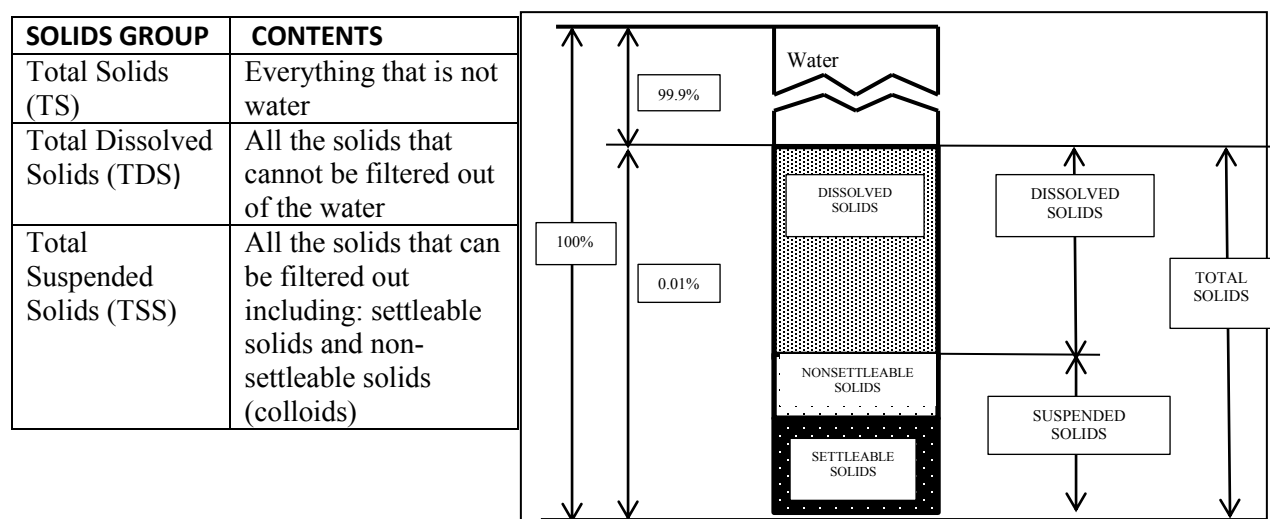 SOLIDS GROUP
CONTENTS
Total Solids
(TS)
Everything that is not
water
Total Dissolved
Solids (TDS)
All the solids that
cannot be filtered out
of the water
Total
Suspended
Solids (TSS)
All the solids that can
be filtered out
including: settleable
solids and non-
settleable solids
(colloids)
Water
99.9%
100%
0.01%
DISSOLVED
SOLIDS
NONSETTLEABLE
SOLIDS
SETTLEABLE
SOLIDS
DISSOLVED
SOLIDS
SUSPENDED
SOLIDS
TOTAL
SOLIDS